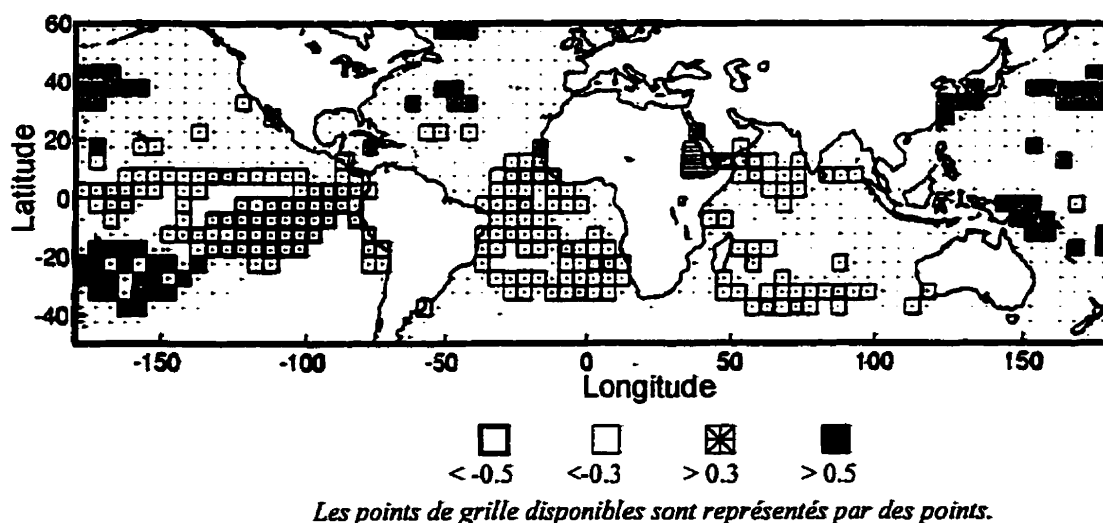 60
40
20
0
-20
-40
Latitude
-150 -100 -50 0 50 100 150
Longitude
< -0.5 <-0.3 > 0.3 > 0.5
Les points de grille disponibles sont représentés par des points.